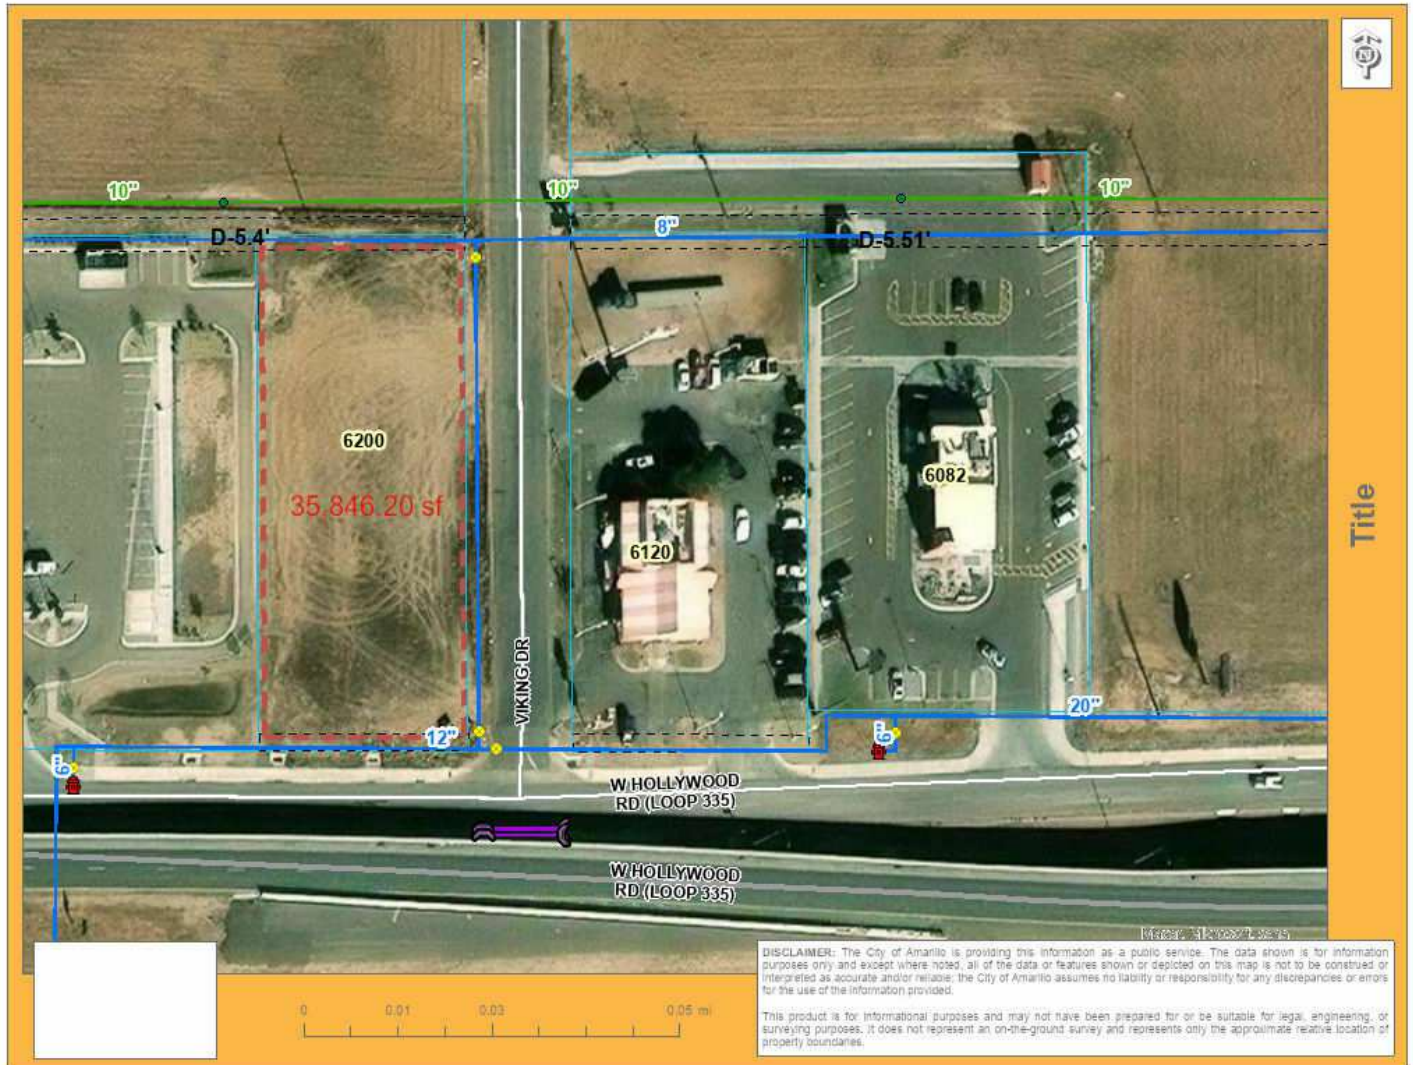 N
10"
10"
10"
8"
D-5.4'
D-5.51'
6200
35,846.20 sf
6082
6120
Title
VIKING DR
12"
20"
6"
6"
W HOLLYWOOD
RD (LOOP 335)
W HOLLYWOOD
RD (LOOP 335)
0 0.01 0.03 0.05 mi
DISCLAIMER: The City of Amarillo is providing this information as a public service. The data shown is for information
purposes only and except where noted, all of the data or features shown or depicted on this map is not to be construed or
interpreted as accurate and/or reliable; the City of Amarillo assumes no liability or responsibility for any discrepancies or errors
for the use of the information provided.
This product is for informational purposes and may not have been prepared for or be suitable for legal, engineering, or
surveying purposes. It does not represent an on-the-ground survey and represents only the approximate relative location of
property boundaries.